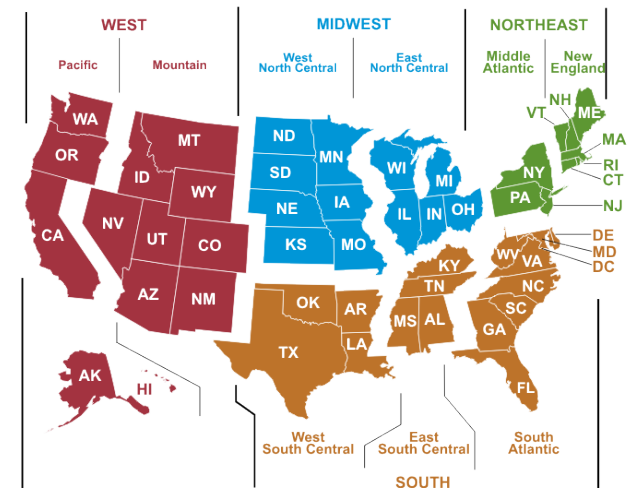 WEST
MIDWEST
NORTHEAST
Pacific
Mountain
West
North Central
East
North Central
Middle
Atlantic
New
England
WA
OR
CA
MT
ID
WY
NV
UT
CO
AZ
NM
AK
HI
ND
SD
NE
KS
MN
IA
MO
WI
MI
IL
IN
OH
NH
VT
ME
MA
RI
CT
NY
PA
NJ
DE
MD
DC
WV
VA
KY
TN
NC
SC
OK
AR
MS
AL
GA
TX
LA
FL
West
South Central
East
South Central
South
Atlantic
SOUTH